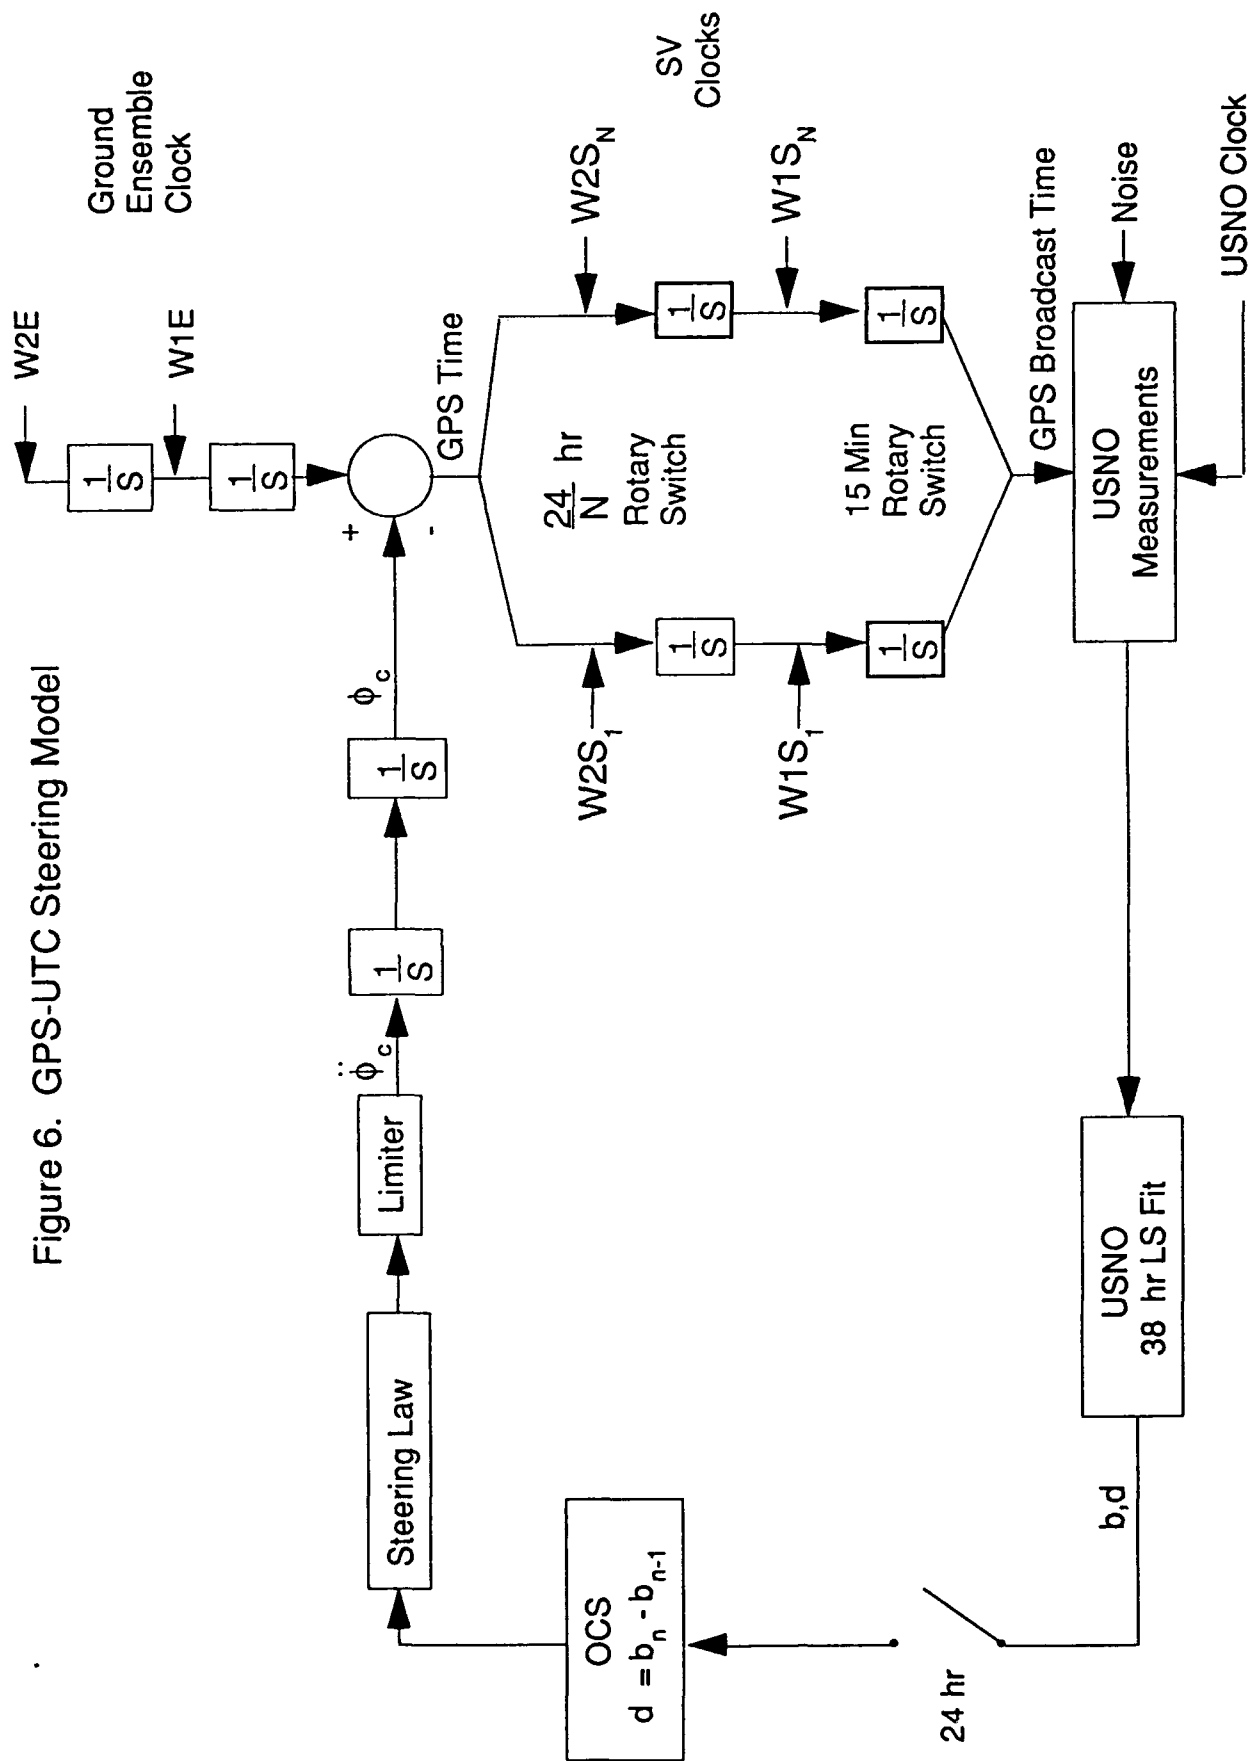 Figure 6. GPS-UTC Steering Model
W2E
1/S
W1E
1/S
Ground
Ensemble
Clock
Steering Law
Limiter
φ̈c
1/S
1/S
φc
+
-
GPS Time
24/N hr
Rotary
Switch
W2S1
1/S
W1S1
1/S
W2SN
1/S
W1SN
1/S
SV
Clocks
15 Min
Rotary
Switch
GPS Broadcast Time
USNO
Measurements
Noise
USNO Clock
USNO
38 hr LS Fit
b,d
24 hr
OCS
d = bn - bn-1